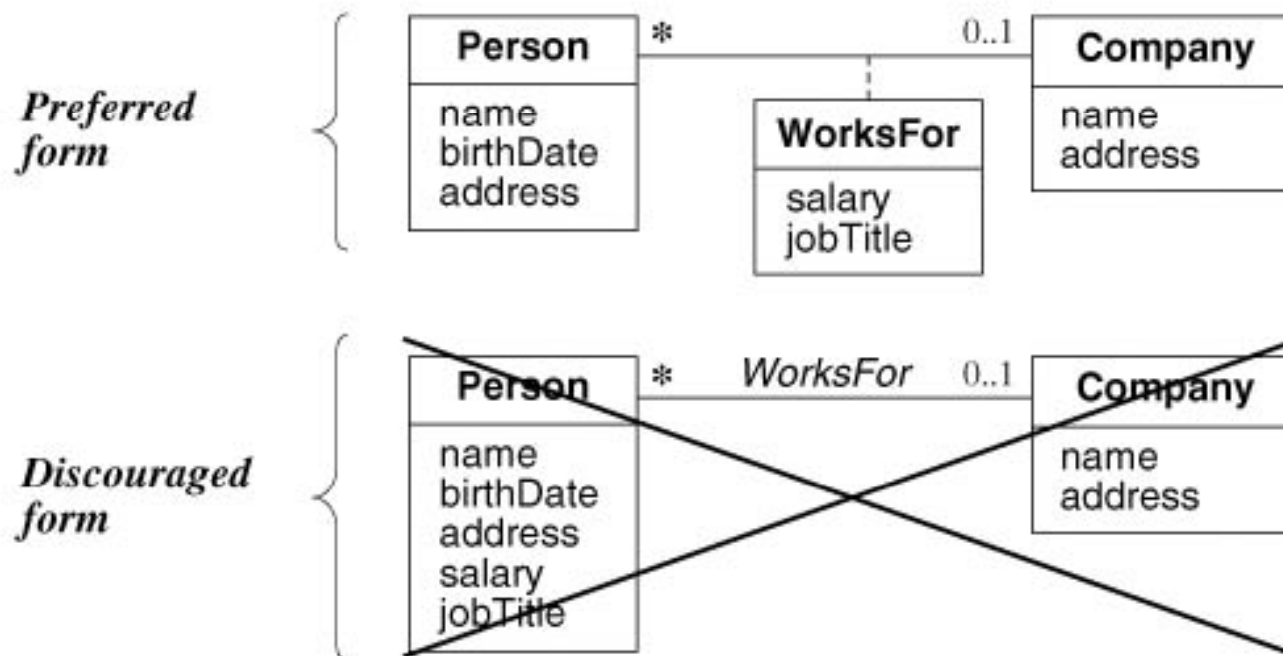 Preferred
form
Person
*
0..1
Company
name
birthDate
address
WorksFor
salary
jobTitle
name
address
Discouraged
form
Person
*
WorksFor
0..1
Company
name
birthDate
address
salary
jobTitle
name
address